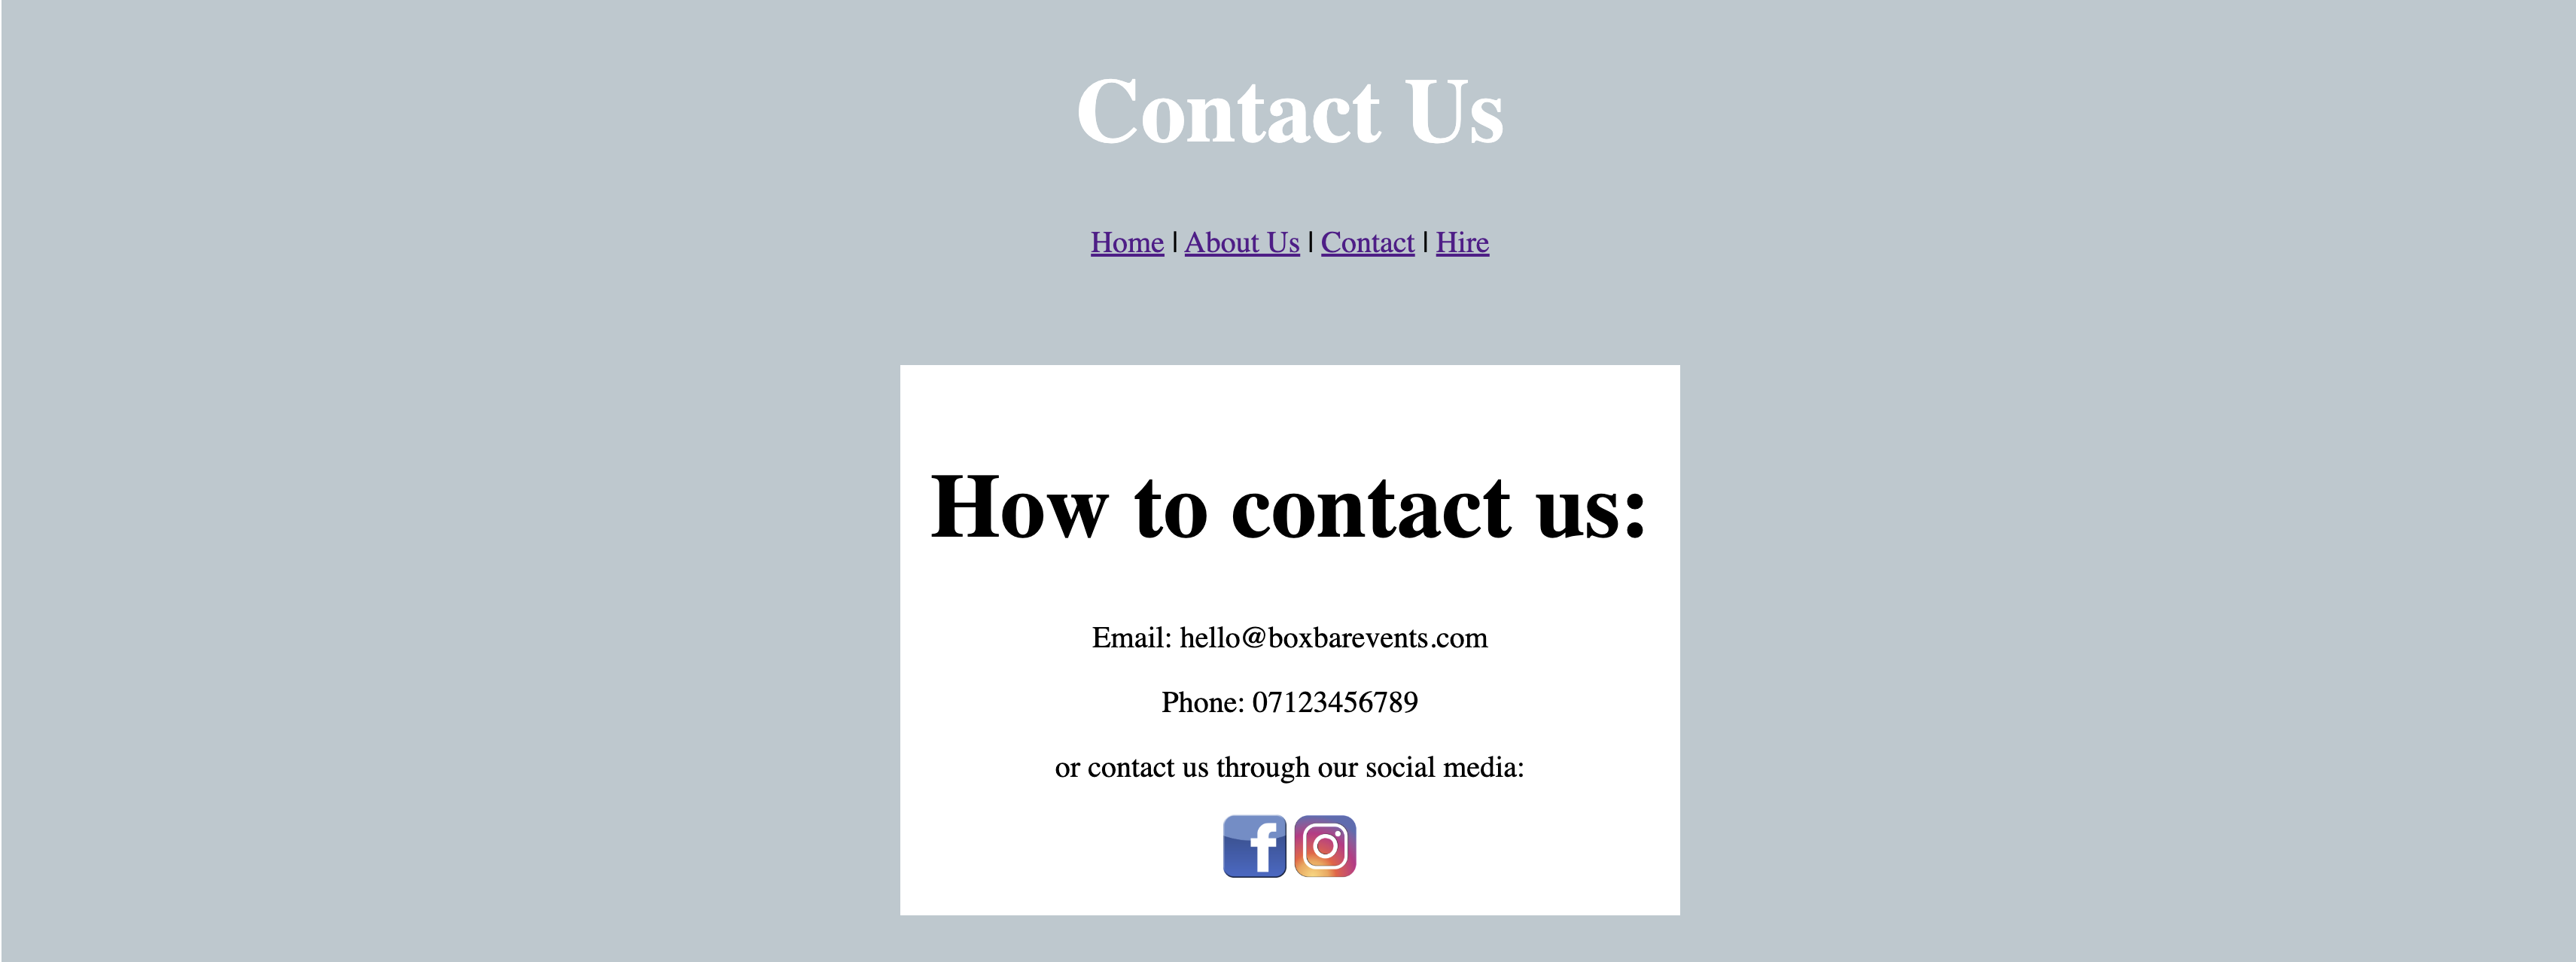 Contact Us
Home | About Us | Contact | Hire
How to contact us:
Email: hello@boxbarevents.com
Phone: 07123456789
or contact us through our social media:
f